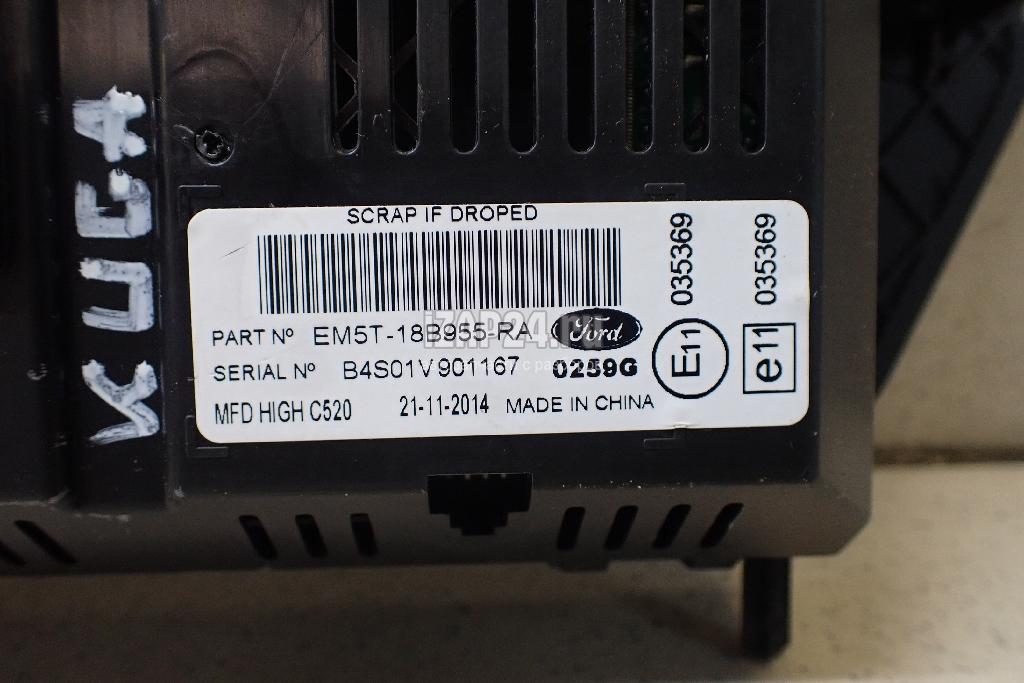 KUGA
SCRAP IF DROPED
PART Nº EM5T-18B955-RA Ford
SERIAL Nº B4S01V901167 0259G
MFD HIGH C520 21-11-2014 MADE IN CHINA
035369
E11
035369
e11
iZAP24